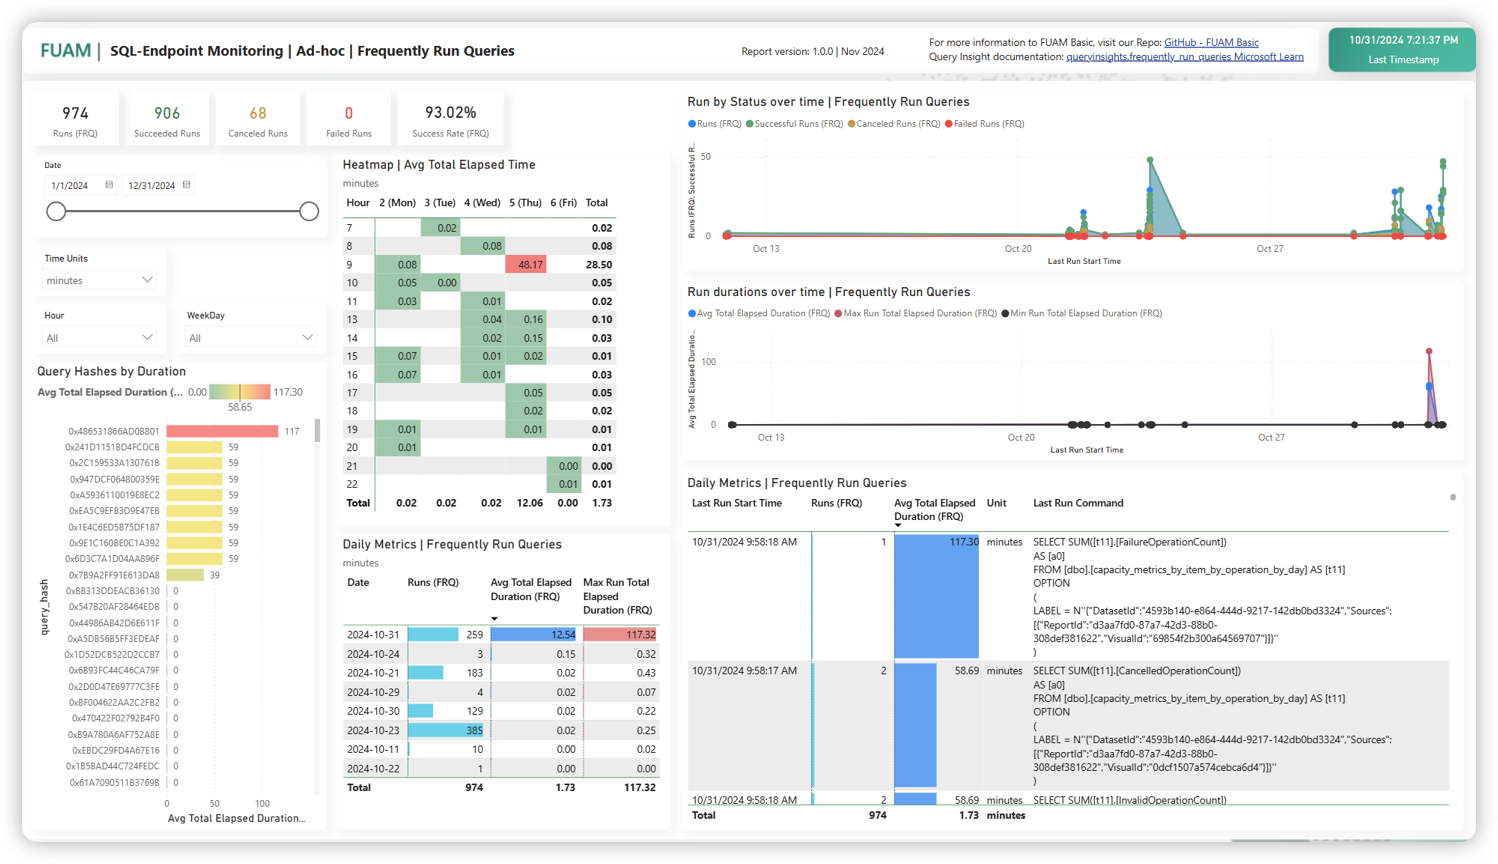 FUAM | SQL-Endpoint Monitoring | Ad-hoc | Frequently Run Queries
Report version: 1.0.0 | Nov 2024
For more information to FUAM Basic, visit our Repo: GitHub - FUAM Basic
Query Insight documentation: queryinsights.frequently_run_queries Microsoft Learn
10/31/2024 7:21:37 PM
Last Timestamp
974
Runs (FRQ)
906
Succeeded Runs
68
Canceled Runs
0
Failed Runs
93.02%
Success Rate (FRQ)
Date
1/1/2024
12/31/2024
Time Units
minutes
Hour
All
WeekDay
All
Query Hashes by Duration
Avg Total Elapsed Duration (... 0.00 117.30
58.65
query_hash
0x486531866AD0B801 117
0x241D1151BD4FCDCB 59
0x2C159533A130761B 59
0x947DCF064800359E 59
0xA5936110019E8EC2 59
0xEA5C9EFB3D9E47EB 59
0x1E4C6ED5B75DF187 59
0x9E1C160BE0C1A392 59
0x6D3C7A1D04AA896F 59
0x7B9A2FF91E613DA8 39
0xBB313DDEACB36130 0
0x547B20AF28464EDB 0
0x44986AB42D6E611F 0
0xA5DB56B5FF3EDEAF 0
0x1D52DCB522D2CCB7 0
0x6B93FC44C46CA79F 0
0x2D0D47E69777C3FE 0
0xBF004622AA2C2FB2 0
0x470422F02792B4F0 0
0xB9A780A6AF752A8E 0
0xEBDC29FD4A67E16 0
0x1B5BAD44C724FEDC 0
0x61A7090511B3769B 0
0 50 100
Avg Total Elapsed Duration...
Heatmap | Avg Total Elapsed Time
minutes
Hour 2 (Mon) 3 (Tue) 4 (Wed) 5 (Thu) 6 (Fri) Total
7 0.02 0.02
8 0.08 0.08
9 0.08 48.17 28.50
10 0.05 0.00 0.05
11 0.03 0.01 0.02
13 0.04 0.16 0.10
14 0.02 0.15 0.03
15 0.07 0.01 0.02 0.01
16 0.07 0.01 0.03
17 0.05 0.05
18 0.02 0.02
19 0.01 0.01 0.01
20 0.01 0.01
21 0.00 0.00
22 0.01 0.01
Total 0.02 0.02 0.02 12.06 0.00 1.73
Daily Metrics | Frequently Run Queries
minutes
Date Runs (FRQ) Avg Total Elapsed Duration (FRQ) Max Run Total Elapsed Duration (FRQ)
2024-10-31 259 12.54 117.32
2024-10-24 3 0.15 0.32
2024-10-21 183 0.02 0.43
2024-10-29 4 0.02 0.07
2024-10-30 129 0.02 0.22
2024-10-23 385 0.02 0.25
2024-10-11 10 0.00 0.02
2024-10-22 1 0.00 0.00
Total 974 1.73 117.32
Run by Status over time | Frequently Run Queries
Runs (FRQ) Successful Runs (FRQ) Canceled Runs (FRQ) Failed Runs (FRQ)
Runs (FRQ), Successful R...
50
0
Oct 13 Oct 20 Oct 27
Last Run Start Time
Run durations over time | Frequently Run Queries
Avg Total Elapsed Duration (FRQ) Max Run Total Elapsed Duration (FRQ) Min Run Total Elapsed Duration (FRQ)
Avg Total Elapsed Duratio...
100
0
Oct 13 Oct 20 Oct 27
Last Run Start Time
Daily Metrics | Frequently Run Queries
Last Run Start Time Runs (FRQ) Avg Total Elapsed Duration (FRQ) Unit Last Run Command
10/31/2024 9:58:18 AM 1 117.30 minutes SELECT SUM([t11].[FailureOperationCount])
AS [a0]
FROM [dbo].[capacity_metrics_by_item_by_operation_by_day] AS [t11]
OPTION
(
LABEL = N''{"DatasetId":"4593b140-e864-444d-9217-142db0bd3324","Sources":
[{"ReportId":"d3aa7fd0-87a7-42d3-88b0-
308def381622","VisualId":"69854f2b300a64569707"}]}''
)
10/31/2024 9:58:17 AM 2 58.69 minutes SELECT SUM([t11].[CancelledOperationCount])
AS [a0]
FROM [dbo].[capacity_metrics_by_item_by_operation_by_day] AS [t11]
OPTION
(
LABEL = N''{"DatasetId":"4593b140-e864-444d-9217-142db0bd3324","Sources":
[{"ReportId":"d3aa7fd0-87a7-42d3-88b0-
308def381622","VisualId":"0dcf1507a574cebca6d4"}]}''
)
10/31/2024 9:58:18 AM 2 58.69 minutes SELECT SUM([t11].[InvalidOperationCount])
Total 974 1.73 minutes